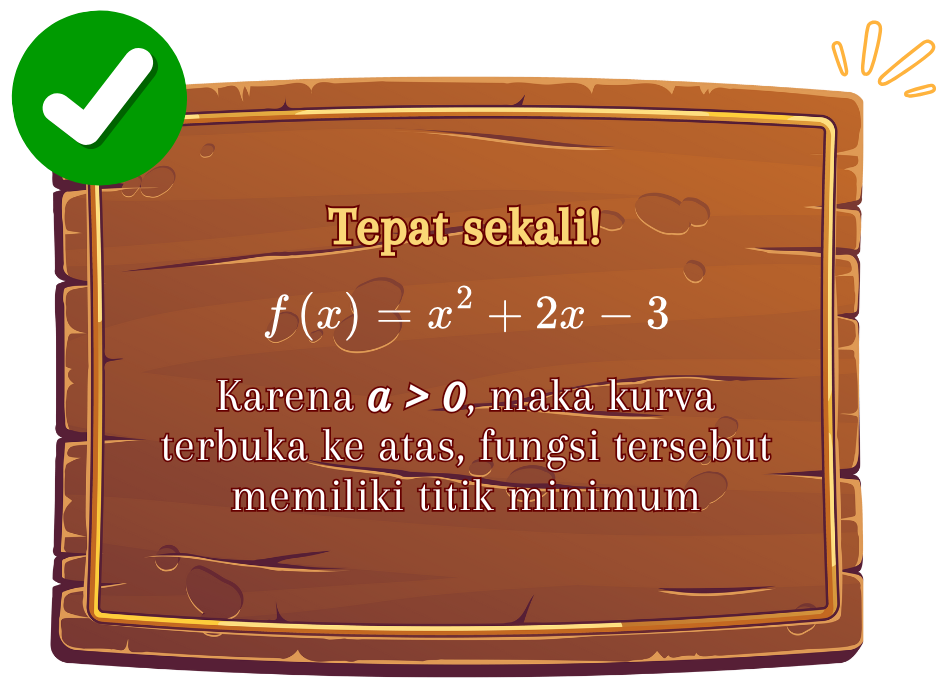 Tepat sekali!
f(x) = x² + 2x − 3
Karena a > 0, maka kurva
terbuka ke atas, fungsi tersebut
memiliki titik minimum